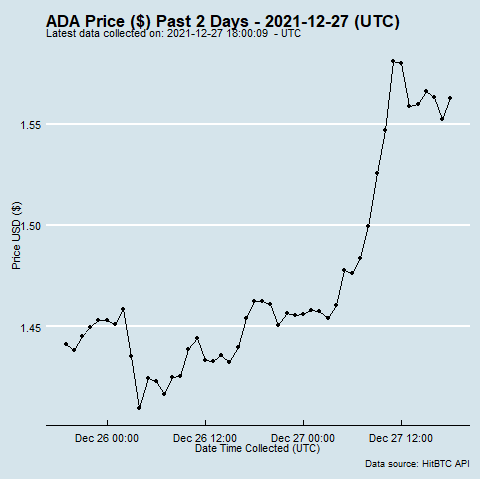 ADA Price ($) Past 2 Days - 2021-12-27 (UTC)
Latest data collected on: 2021-12-27 18:00:09 - UTC
1.55
1.50
1.45
Price USD ($)
Dec 26 00:00 Dec 26 12:00 Dec 27 00:00 Dec 27 12:00
Date Time Collected (UTC)
Data source: HitBTC API